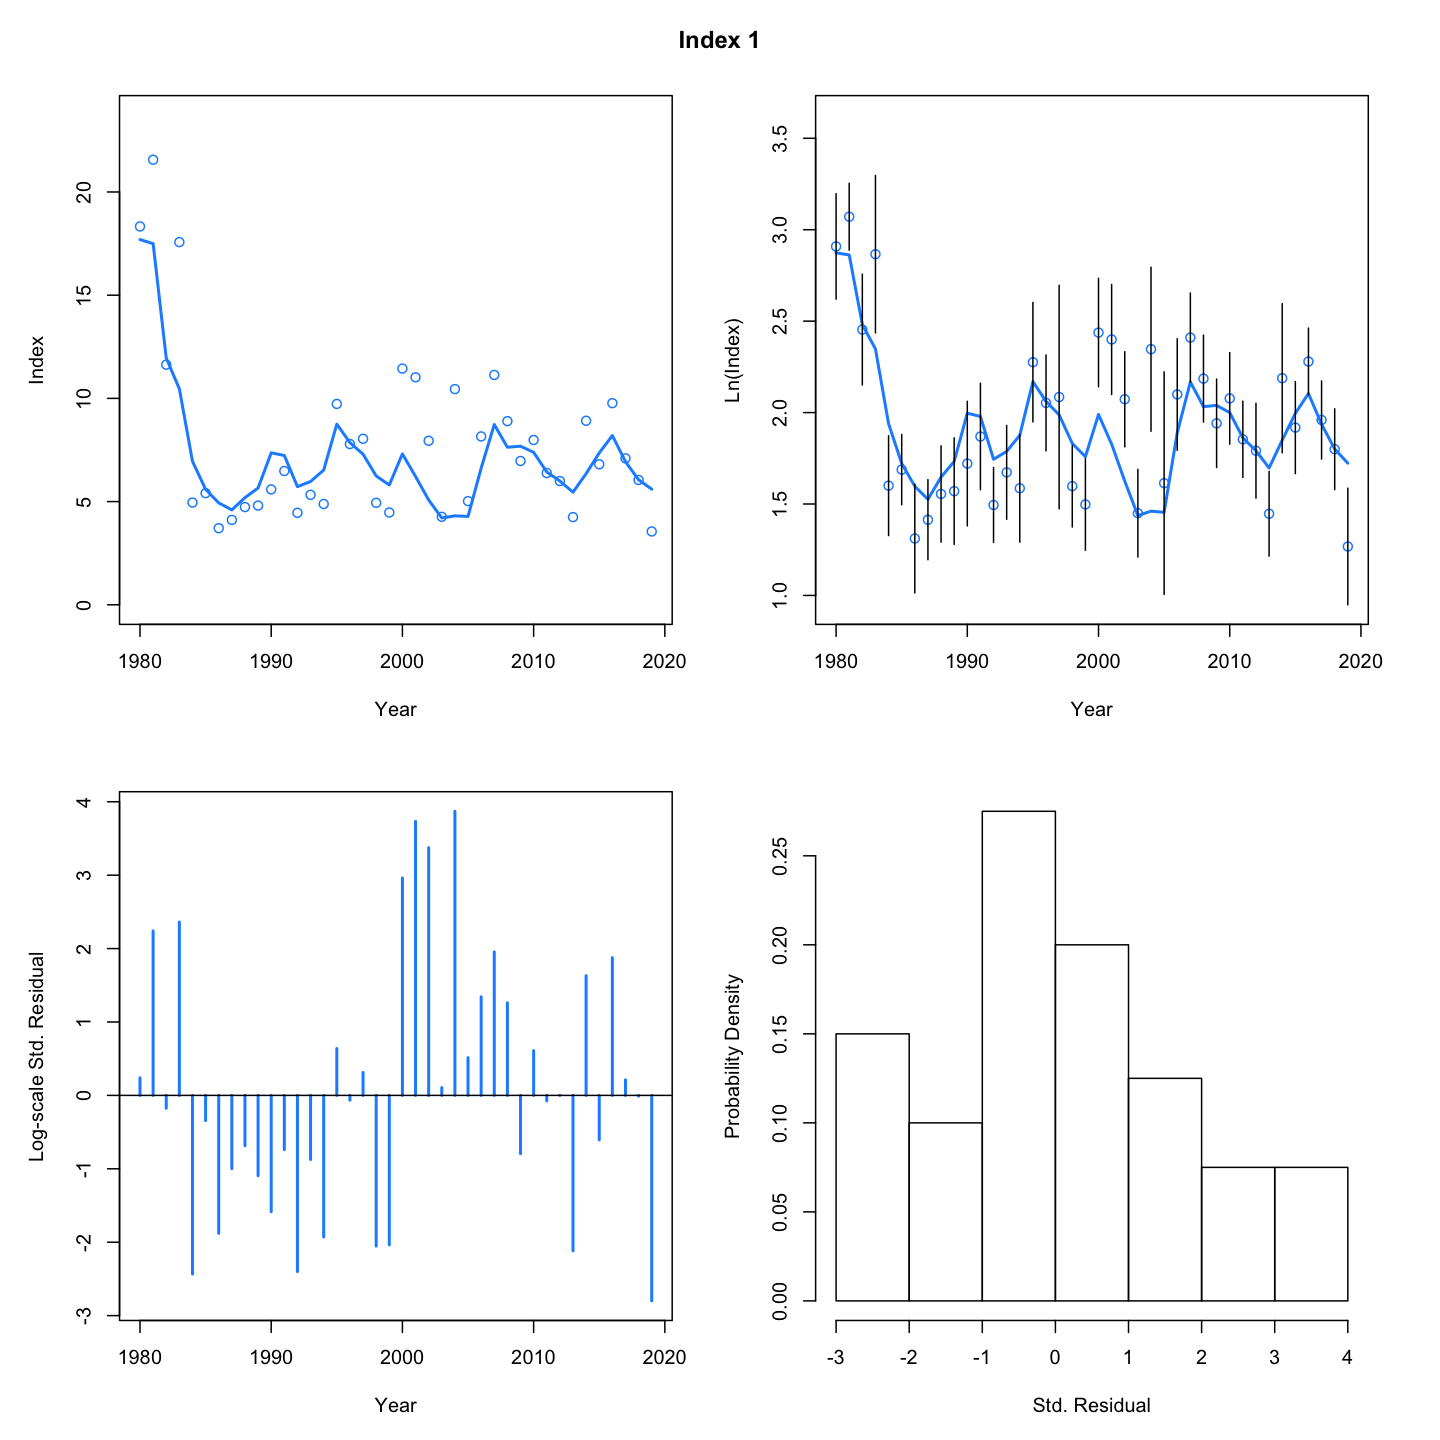 Index 1
Index
20
15
10
5
0
1980 1990 2000 2010 2020
Year
Ln(Index)
3.5
3.0
2.5
2.0
1.5
1.0
1980 1990 2000 2010 2020
Year
Log-scale Std. Residual
4
3
2
1
0
-1
-2
-3
1980 1990 2000 2010 2020
Year
Probability Density
0.25
0.20
0.15
0.10
0.05
0.00
-3 -2 -1 0 1 2 3 4
Std. Residual